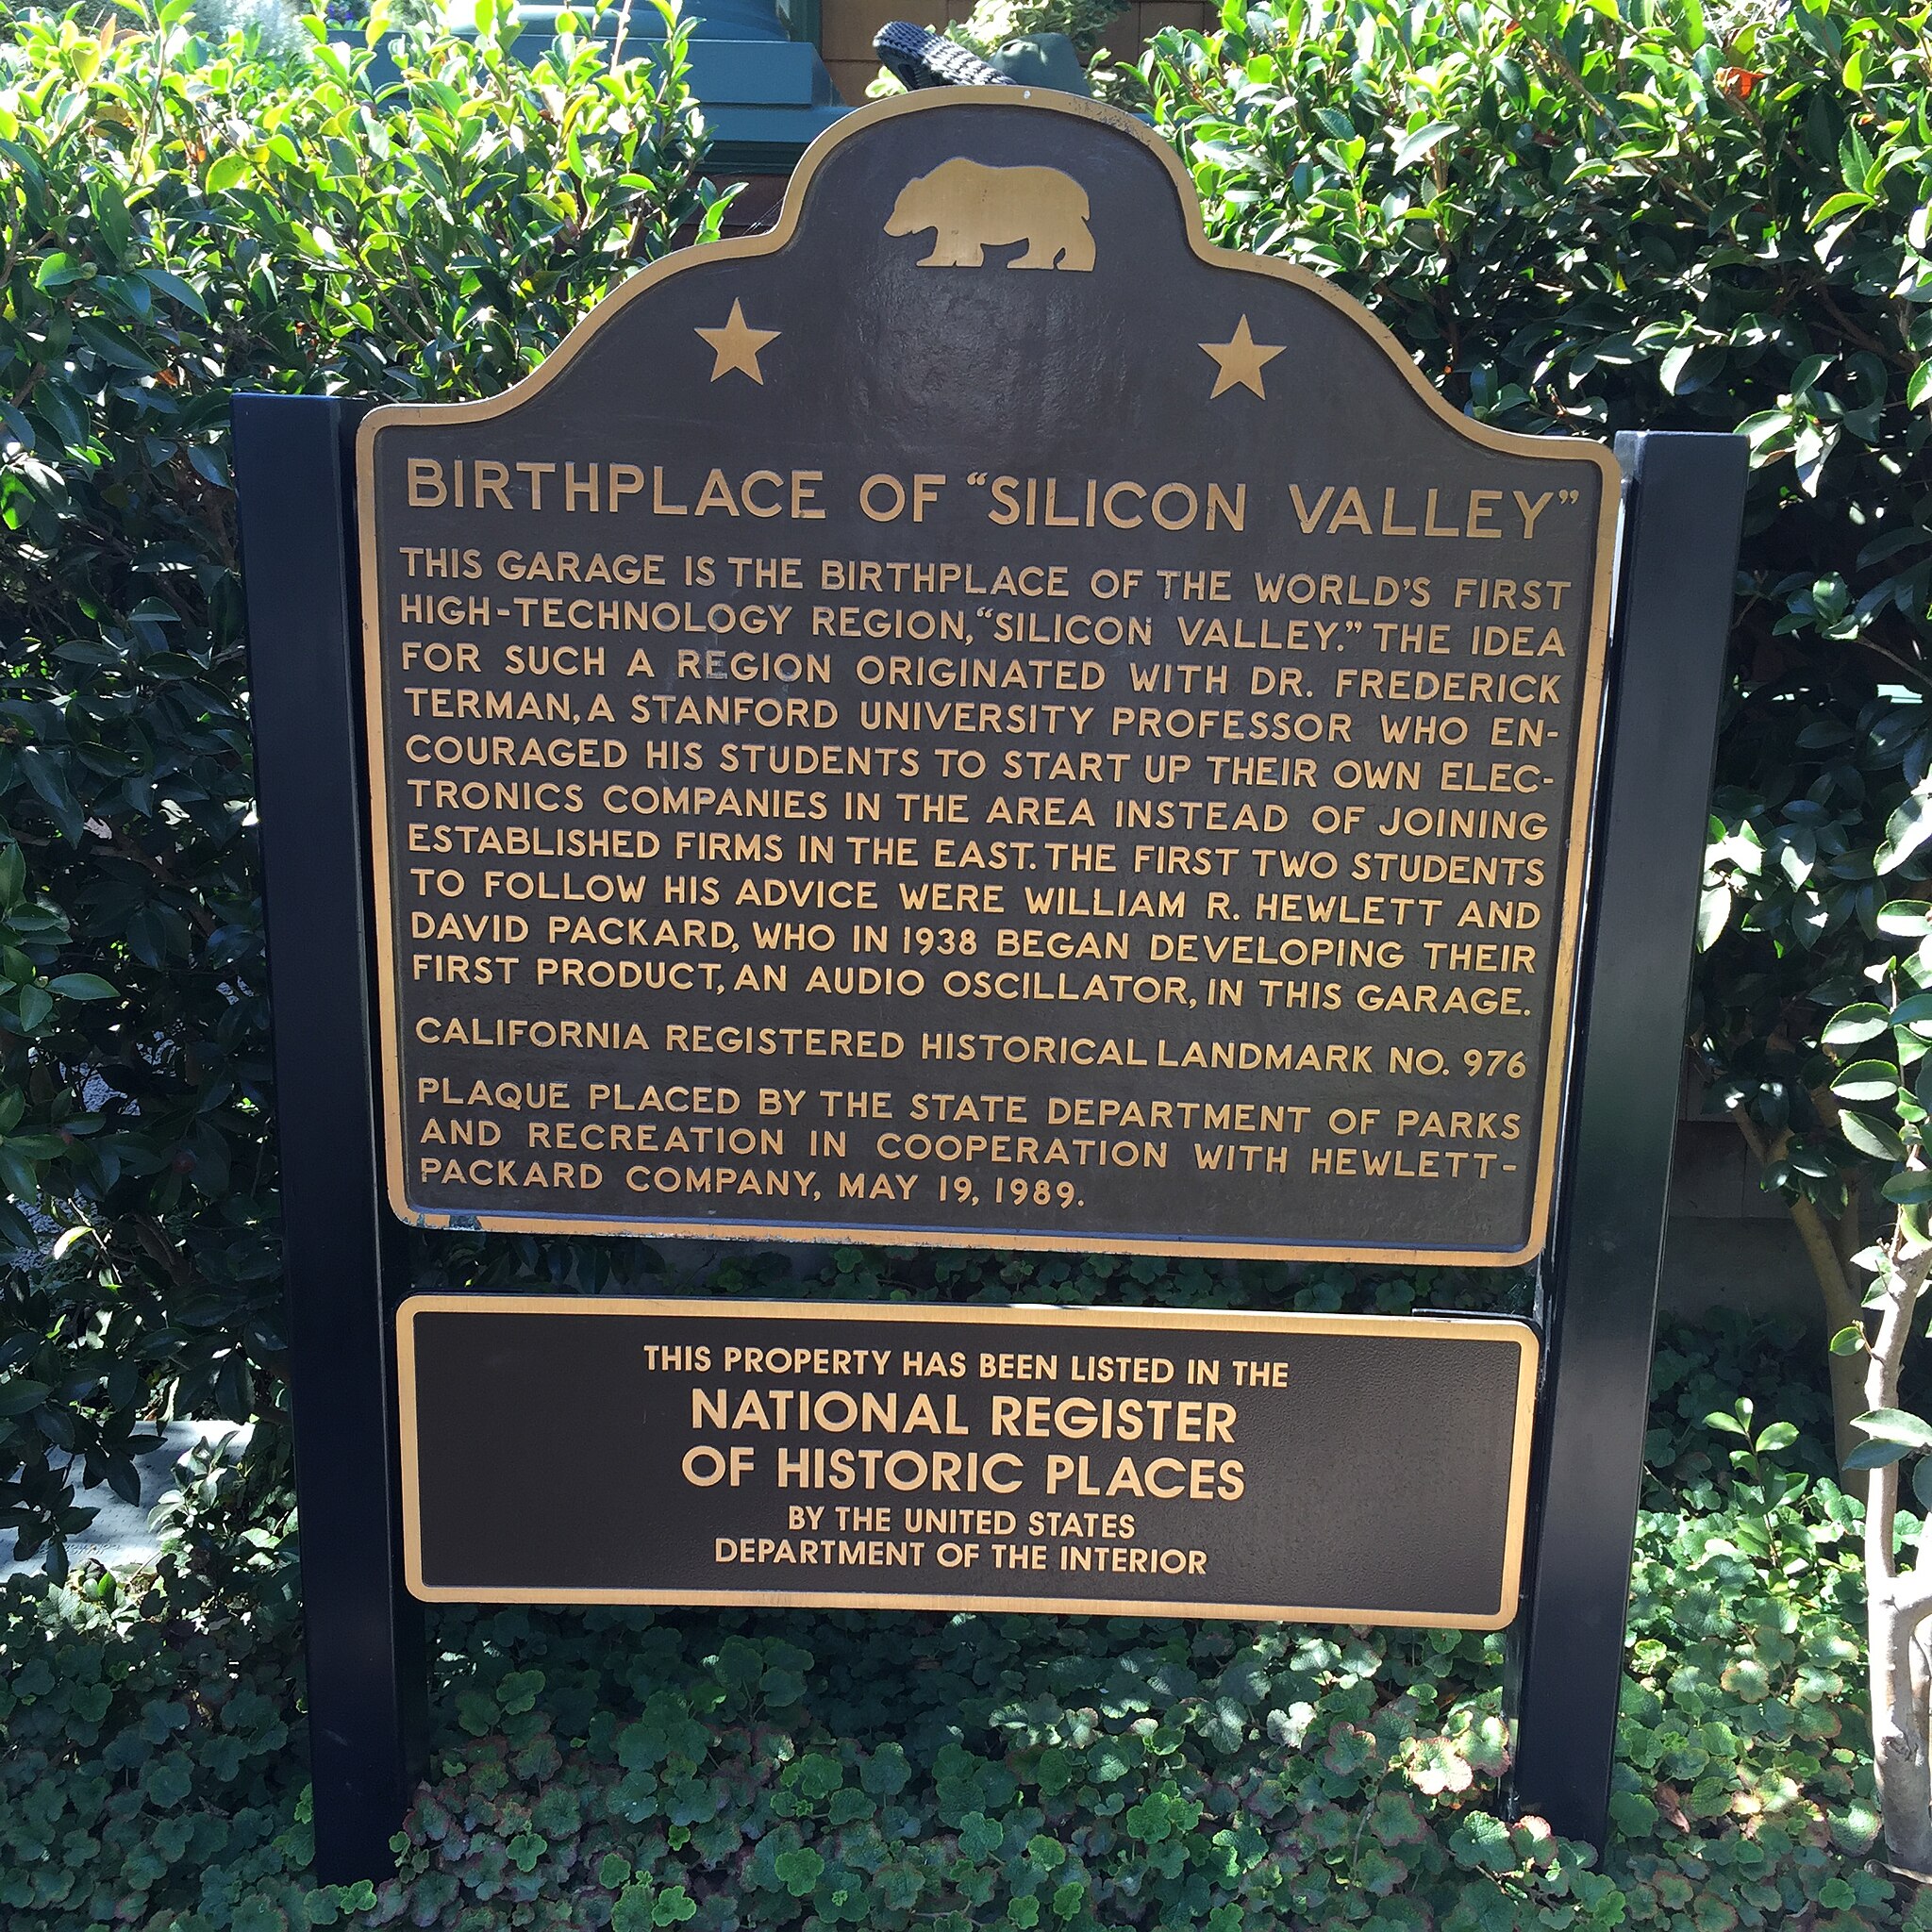 BIRTHPLACE OF “SILICON VALLEY”
THIS GARAGE IS THE BIRTHPLACE OF THE WORLD’S FIRST
HIGH-TECHNOLOGY REGION, “SILICON VALLEY.” THE IDEA
FOR SUCH A REGION ORIGINATED WITH DR. FREDERICK
TERMAN, A STANFORD UNIVERSITY PROFESSOR WHO EN-
COURAGED HIS STUDENTS TO START UP THEIR OWN ELEC-
TRONICS COMPANIES IN THE AREA INSTEAD OF JOINING
ESTABLISHED FIRMS IN THE EAST. THE FIRST TWO STUDENTS
TO FOLLOW HIS ADVICE WERE WILLIAM R. HEWLETT AND
DAVID PACKARD, WHO IN 1938 BEGAN DEVELOPING THEIR
FIRST PRODUCT, AN AUDIO OSCILLATOR, IN THIS GARAGE.
CALIFORNIA REGISTERED HISTORICAL LANDMARK NO. 976
PLAQUE PLACED BY THE STATE DEPARTMENT OF PARKS
AND RECREATION IN COOPERATION WITH HEWLETT-
PACKARD COMPANY, MAY 19, 1989.
THIS PROPERTY HAS BEEN LISTED IN THE
NATIONAL REGISTER
OF HISTORIC PLACES
BY THE UNITED STATES
DEPARTMENT OF THE INTERIOR